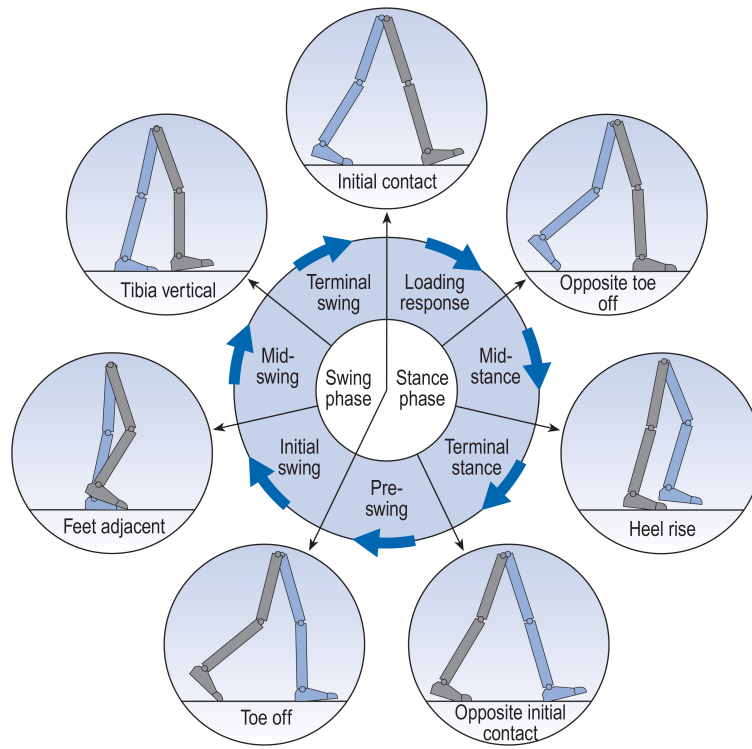 Initial contact
Opposite toe
off
Heel rise
Opposite initial
contact
Toe off
Feet adjacent
Tibia vertical
Loading
response
Mid-
stance
Terminal
stance
Pre-
swing
Initial
swing
Mid-
swing
Terminal
swing
Swing
phase
Stance
phase